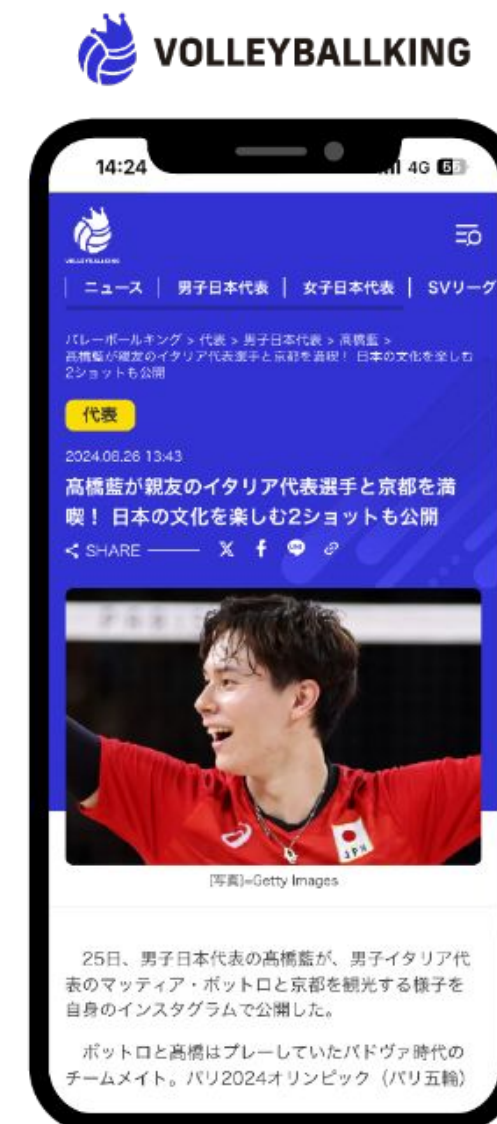 VOLLEYBALLKING
14:24
4G
VOLLEYBALLKING
ニュース | 男子日本代表 | 女子日本代表 | SVリーグ
バレーボールキング > 代表 > 男子日本代表 > 髙橋藍 >
髙橋藍が親友のイタリア代表選手と京都を満喫! 日本の文化を楽しむ
2ショットも公開
代表
2024.08.26 13:43
髙橋藍が親友のイタリア代表選手と京都を満
喫! 日本の文化を楽しむ2ショットも公開
SHARE
JPN
[写真]=Getty Images
25日、男子日本代表の髙橋藍が、男子イタリア代
表のマッティア・ボットロと京都を観光する様子を
自身のインスタグラムで公開した。
ボットロと髙橋はプレーしていたパドヴァ時代の
チームメイト。パリ2024オリンピック（パリ五輪）